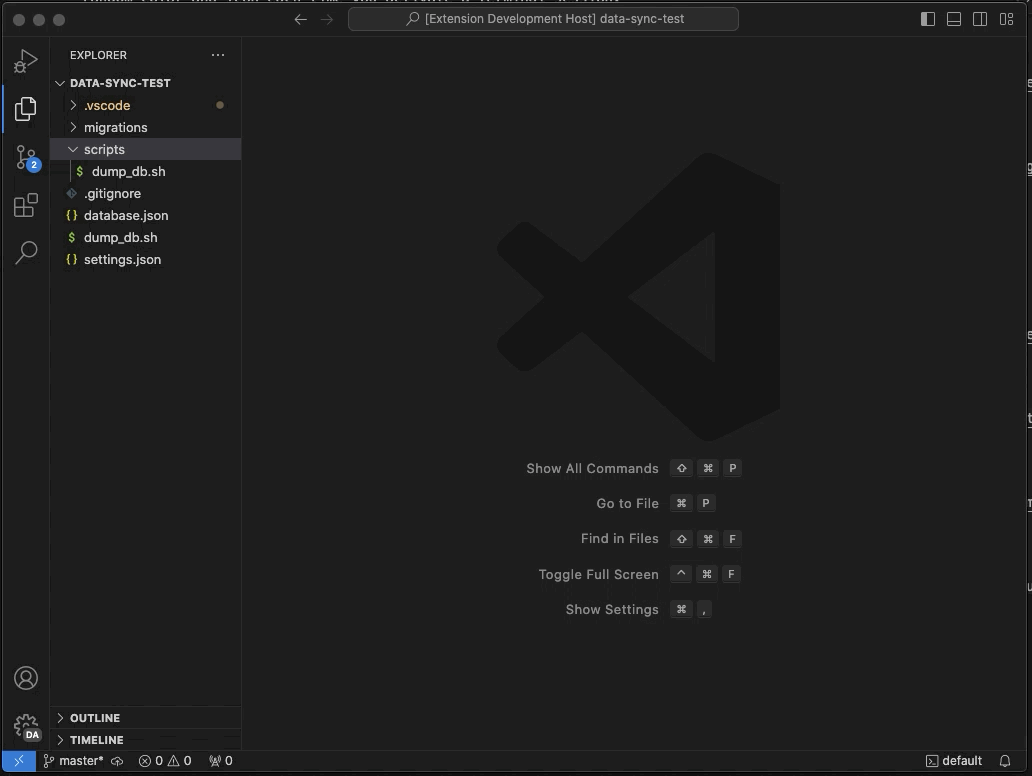 [Extension Development Host] data-sync-test
EXPLORER
DATA-SYNC-TEST
.vscode
migrations
scripts
$ dump_db.sh
.gitignore
{} database.json
$ dump_db.sh
{} settings.json
Show All Commands ⇧ ⌘ P
Go to File ⌘ P
Find in Files ⇧ ⌘ F
Toggle Full Screen ^ ⌘ F
Show Settings ⌘ ,
2
OUTLINE
TIMELINE
DA
master* 0 0 0 default